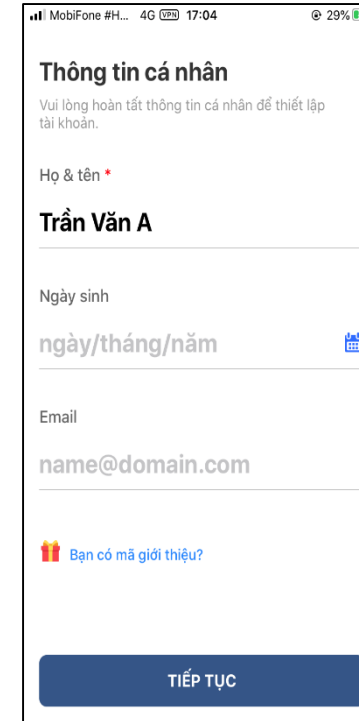 MobiFone #H... 4G VPN 17:04 29%
Thông tin cá nhân
Vui lòng hoàn tất thông tin cá nhân để thiết lập
tài khoản.
Họ & tên *
Trần Văn A
Ngày sinh
ngày/tháng/năm
Email
name@domain.com
Bạn có mã giới thiệu?
TIẾP TỤC